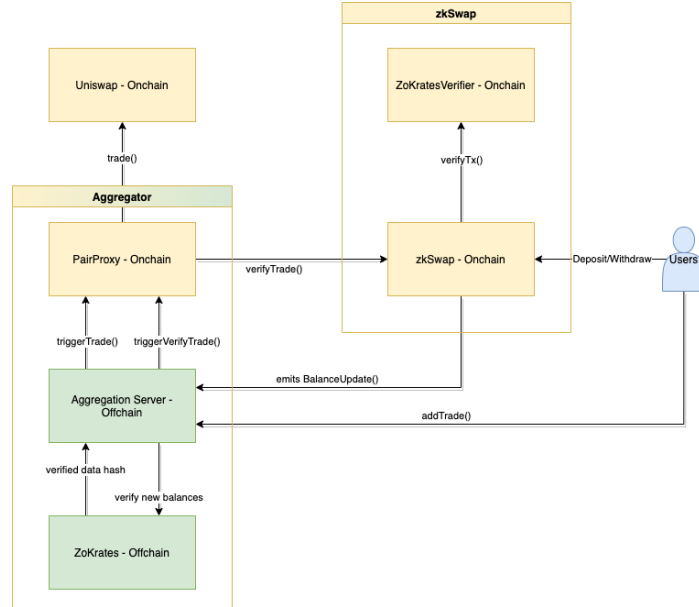 zkSwap
Uniswap - Onchain
ZoKratesVerifier - Onchain
trade()
verifyTx()
Aggregator
PairProxy - Onchain
zkSwap - Onchain
Deposit/Withdraw
Users
verifyTrade()
triggerTrade()
triggerVerifyTrade()
emits BalanceUpdate()
Aggregation Server -
Offchain
addTrade()
verified data hash
verify new balances
ZoKrates - Offchain